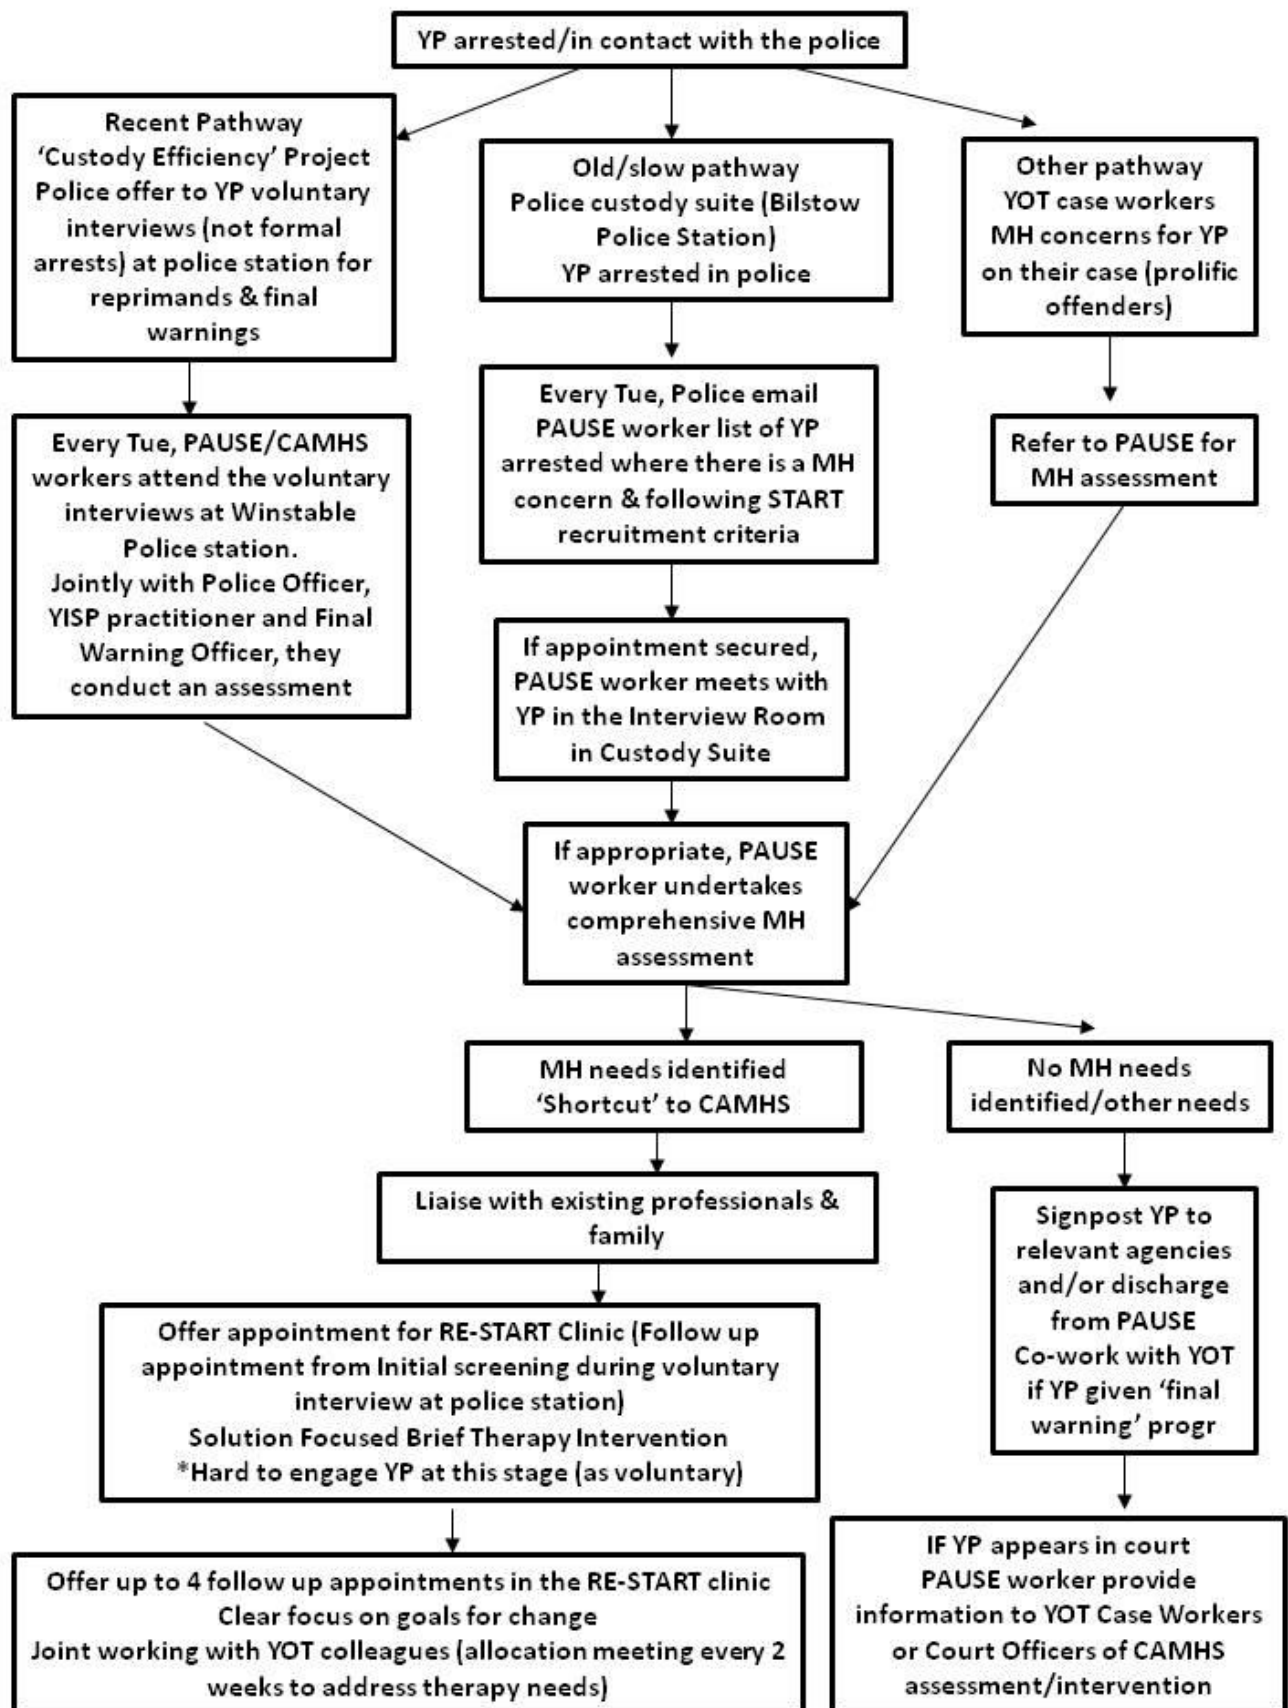 YP arrested/in contact with the police
Recent Pathway
‘Custody Efficiency’ Project
Police offer to YP voluntary
interviews (not formal
arrests) at police station for
reprimands & final
warnings
Old/slow pathway
Police custody suite (Bilstow
Police Station)
YP arrested in police
Other pathway
YOT case workers
MH concerns for YP
on their case (prolific
offenders)
Every Tue, PAUSE/CAMHS
workers attend the voluntary
interviews at Winstable
Police station.
Jointly with Police Officer,
YISP practitioner and Final
Warning Officer, they
conduct an assessment
Every Tue, Police email
PAUSE worker list of YP
arrested where there is a MH
concern & following START
recruitment criteria
Refer to PAUSE for
MH assessment
If appointment secured,
PAUSE worker meets with
YP in the Interview Room
in Custody Suite
If appropriate, PAUSE
worker undertakes
comprehensive MH
assessment
MH needs identified
‘Shortcut’ to CAMHS
No MH needs
identified/other needs
Liaise with existing professionals &
family
Signpost YP to
relevant agencies
and/or discharge
from PAUSE
Co-work with YOT
if YP given ‘final
warning’ progr
Offer appointment for RE-START Clinic (Follow up
appointment from Initial screening during voluntary
interview at police station)
Solution Focused Brief Therapy Intervention
*Hard to engage YP at this stage (as voluntary)
Offer up to 4 follow up appointments in the RE-START clinic
Clear focus on goals for change
Joint working with YOT colleagues (allocation meeting every 2
weeks to address therapy needs)
IF YP appears in court
PAUSE worker provide
information to YOT Case Workers
or Court Officers of CAMHS
assessment/intervention